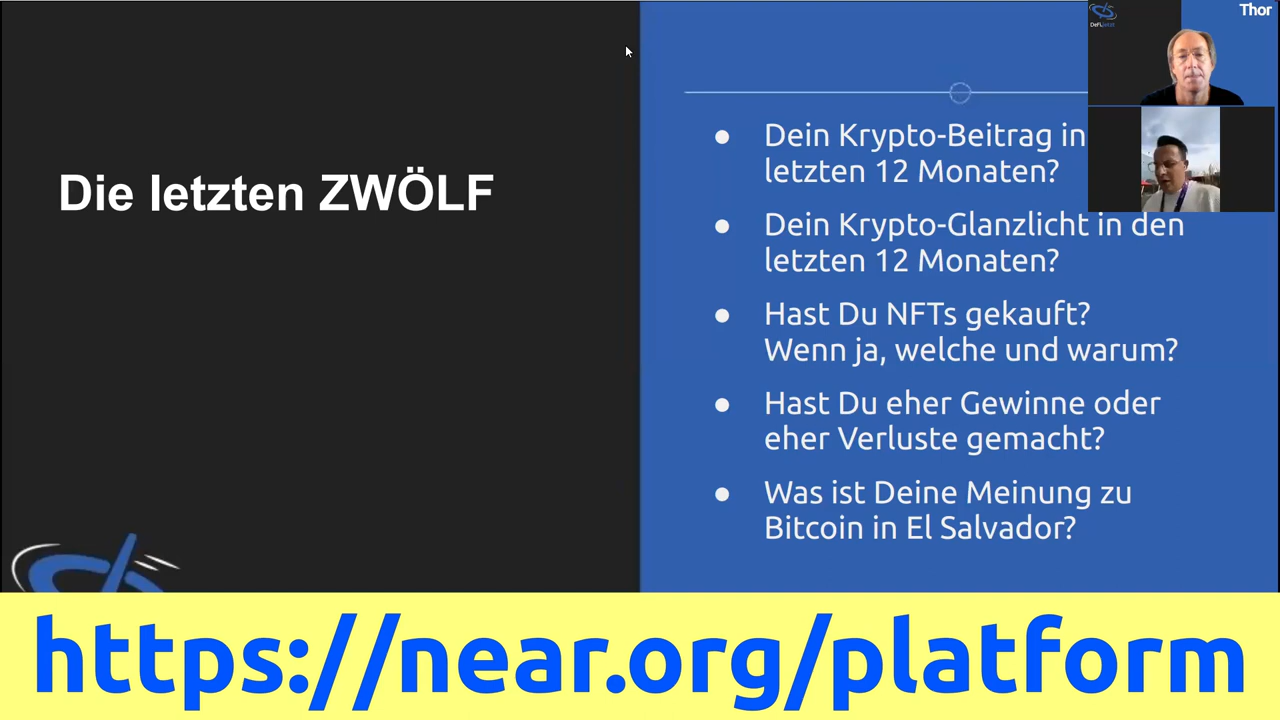 Thor
DeFi.jetzt
Die letzten ZWÖLF
Dein Krypto-Beitrag in
letzten 12 Monaten?
Dein Krypto-Glanzlicht in den
letzten 12 Monaten?
Hast Du NFTs gekauft?
Wenn ja, welche und warum?
Hast Du eher Gewinne oder
eher Verluste gemacht?
Was ist Deine Meinung zu
Bitcoin in El Salvador?
https://near.org/platform